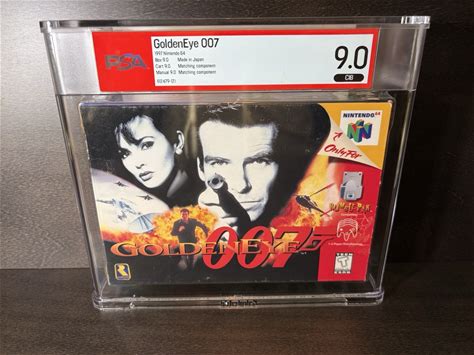 PSA
GoldenEye 007
1997 Nintendo 64
Box 9.0 Made in Japan
Cart 9.0 Matching component
Manual 9.0 Matching component
9.0
CIB
NINTENDO 64
N
Only For
GOLDENEYE
007
TEEN
T